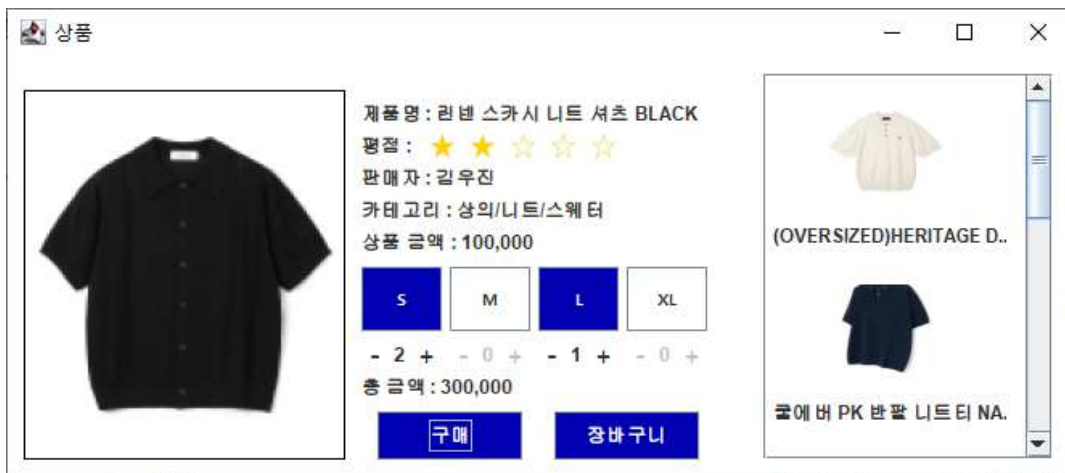 상품
제품명 : 린넨 스카시 니트 셔츠 BLACK
평점 : ★ ★ ☆ ☆ ☆
판매자 : 김우진
카테고리 : 상의/니트/스웨터
상품 금액 : 100,000
S M L XL
- 2 + - 0 + - 1 + - 0 +
총 금액 : 300,000
구매 장바구니
(OVERSIZED)HERITAGE D..
쿨에버 PK 반팔 니트티 NA.